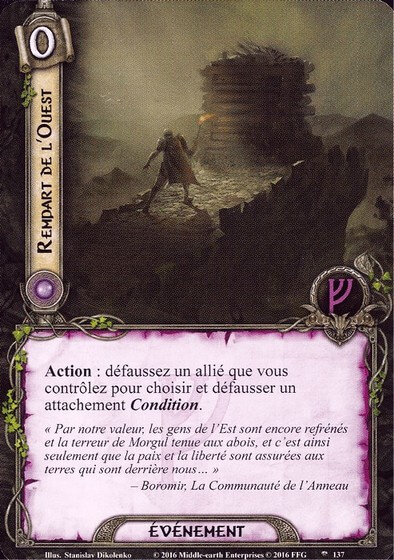 0
REMPART DE L'OUEST
Action : défaussez un allié que vous
contrôlez pour choisir et défausser un
attachement Condition.
« Par notre valeur, les gens de l'Est sont encore refrénés
et la terreur de Morgul tenue aux abois, et c'est ainsi
seulement que la paix et la liberté sont assurées aux
terres qui sont derrière nous… »
– Boromir, La Communauté de l'Anneau
ÉVÉNEMENT
Illus. Stanislav Dikolenko © 2016 Middle-earth Enterprises © 2016 FFG 137